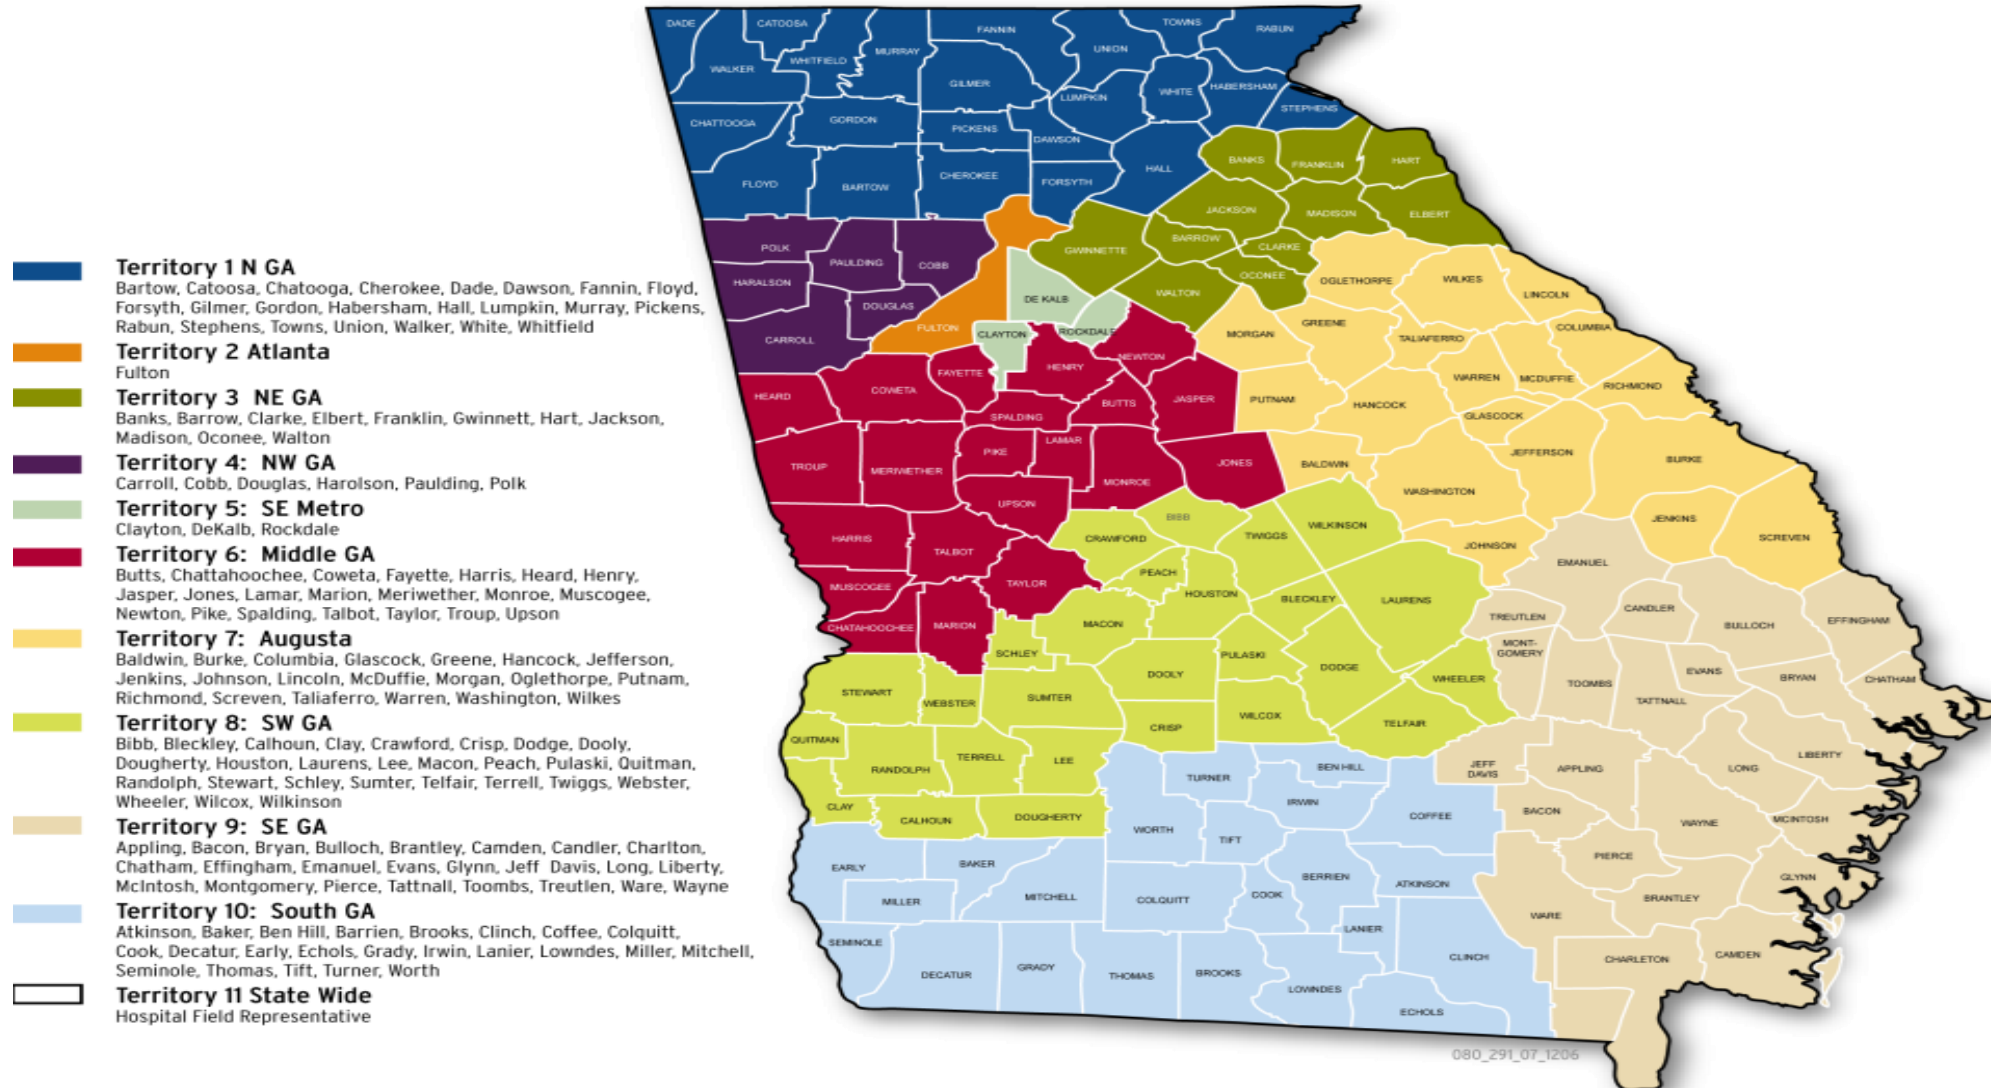 Territory 1 N GA
Bartow, Catoosa, Chatooga, Cherokee, Dade, Dawson, Fannin, Floyd,
Forsyth, Gilmer, Gordon, Habersham, Hall, Lumpkin, Murray, Pickens,
Rabun, Stephens, Towns, Union, Walker, White, Whitfield
Territory 2 Atlanta
Fulton
Territory 3 NE GA
Banks, Barrow, Clarke, Elbert, Franklin, Gwinnett, Hart, Jackson,
Madison, Oconee, Walton
Territory 4: NW GA
Carroll, Cobb, Douglas, Harolson, Paulding, Polk
Territory 5: SE Metro
Clayton, DeKalb, Rockdale
Territory 6: Middle GA
Butts, Chattahoochee, Coweta, Fayette, Harris, Heard, Henry,
Jasper, Jones, Lamar, Marion, Meriwether, Monroe, Muscogee,
Newton, Pike, Spalding, Talbot, Taylor, Troup, Upson
Territory 7: Augusta
Baldwin, Burke, Columbia, Glascock, Greene, Hancock, Jefferson,
Jenkins, Johnson, Lincoln, McDuffie, Morgan, Oglethorpe, Putnam,
Richmond, Screven, Taliaferro, Warren, Washington, Wilkes
Territory 8: SW GA
Bibb, Bleckley, Calhoun, Clay, Crawford, Crisp, Dodge, Dooly,
Dougherty, Houston, Laurens, Lee, Macon, Peach, Pulaski, Quitman,
Randolph, Stewart, Schley, Sumter, Telfair, Terrell, Twiggs, Webster,
Wheeler, Wilcox, Wilkinson
Territory 9: SE GA
Appling, Bacon, Bryan, Bulloch, Brantley, Camden, Candler, Charlton,
Chatham, Effingham, Emanuel, Evans, Glynn, Jeff Davis, Long, Liberty,
McIntosh, Montgomery, Pierce, Tattnall, Toombs, Treutlen, Ware, Wayne
Territory 10: South GA
Atkinson, Baker, Ben Hill, Barrien, Brooks, Clinch, Coffee, Colquitt,
Cook, Decatur, Early, Echols, Grady, Irwin, Lanier, Lowndes, Miller, Mitchell,
Seminole, Thomas, Tift, Turner, Worth
Territory 11 State Wide
Hospital Field Representative
DADE
CATOOSA
FANNIN
TOWNS
RABUN
WALKER
WHITFIELD
MURRAY
UNION
GILMER
LUMPKIN
WHITE
HABERSHAM
STEPHENS
CHATTOOGA
GORDON
PICKENS
DAWSON
FLOYD
BARTOW
CHEROKEE
FORSYTH
HALL
BANKS
FRANKLIN
HART
JACKSON
MADISON
ELBERT
POLK
PAULDING
COBB
GWINNETTE
BARROW
CLARKE
OCONEE
HARALSON
DOUGLAS
FULTON
DE KALB
WALTON
OGLETHORPE
WILKES
LINCOLN
CARROLL
CLAYTON
ROCKDALE
MORGAN
GREENE
TALIAFERRO
COLUMBIA
HEARD
COWETA
FAYETTE
HENRY
NEWTON
WARREN
MCDUFFIE
RICHMOND
SPALDING
BUTTS
JASPER
PUTNAM
HANCOCK
GLASCOCK
TROUP
MERIWETHER
PIKE
LAMAR
MONROE
JONES
BALDWIN
JEFFERSON
BURKE
UPSON
WASHINGTON
HARRIS
TALBOT
CRAWFORD
BIBB
TWIGGS
WILKINSON
JOHNSON
JENKINS
SCREVEN
MUSCOGEE
TAYLOR
PEACH
HOUSTON
BLECKLEY
LAURENS
EMANUEL
CHATAHOOCHEE
MARION
MACON
TREUTLEN
CANDLER
BULLOCH
EFFINGHAM
SCHLEY
DOOLY
PULASKI
DODGE
WHEELER
MONT-
GOMERY
TOOMBS
EVANS
TATTNALL
BRYAN
CHATHAM
STEWART
WEBSTER
SUMTER
CRISP
WILCOX
TELFAIR
QUITMAN
RANDOLPH
TERRELL
LEE
TURNER
BEN HILL
JEFF
DAVIS
APPLING
LONG
LIBERTY
CLAY
CALHOUN
DOUGHERTY
WORTH
TIFT
IRWIN
COFFEE
BACON
WAYNE
MCINTOSH
EARLY
BAKER
MITCHELL
COLQUITT
COOK
BERRIEN
ATKINSON
PIERCE
BRANTLEY
GLYNN
MILLER
LANIER
WARE
SEMINOLE
DECATUR
GRADY
THOMAS
BROOKS
LOWNDES
CLINCH
CHARLETON
CAMDEN
ECHOLS
080_291_07_1206